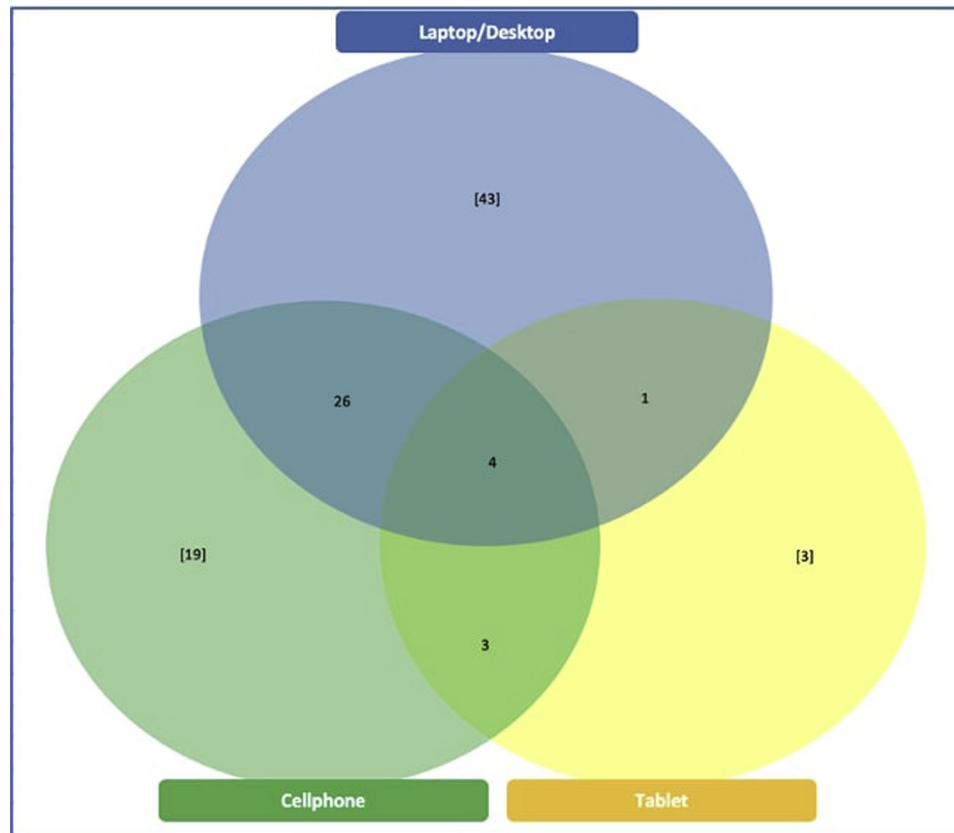 Laptop/Desktop
[43]
26
1
4
[19]
[3]
3
Cellphone
Tablet